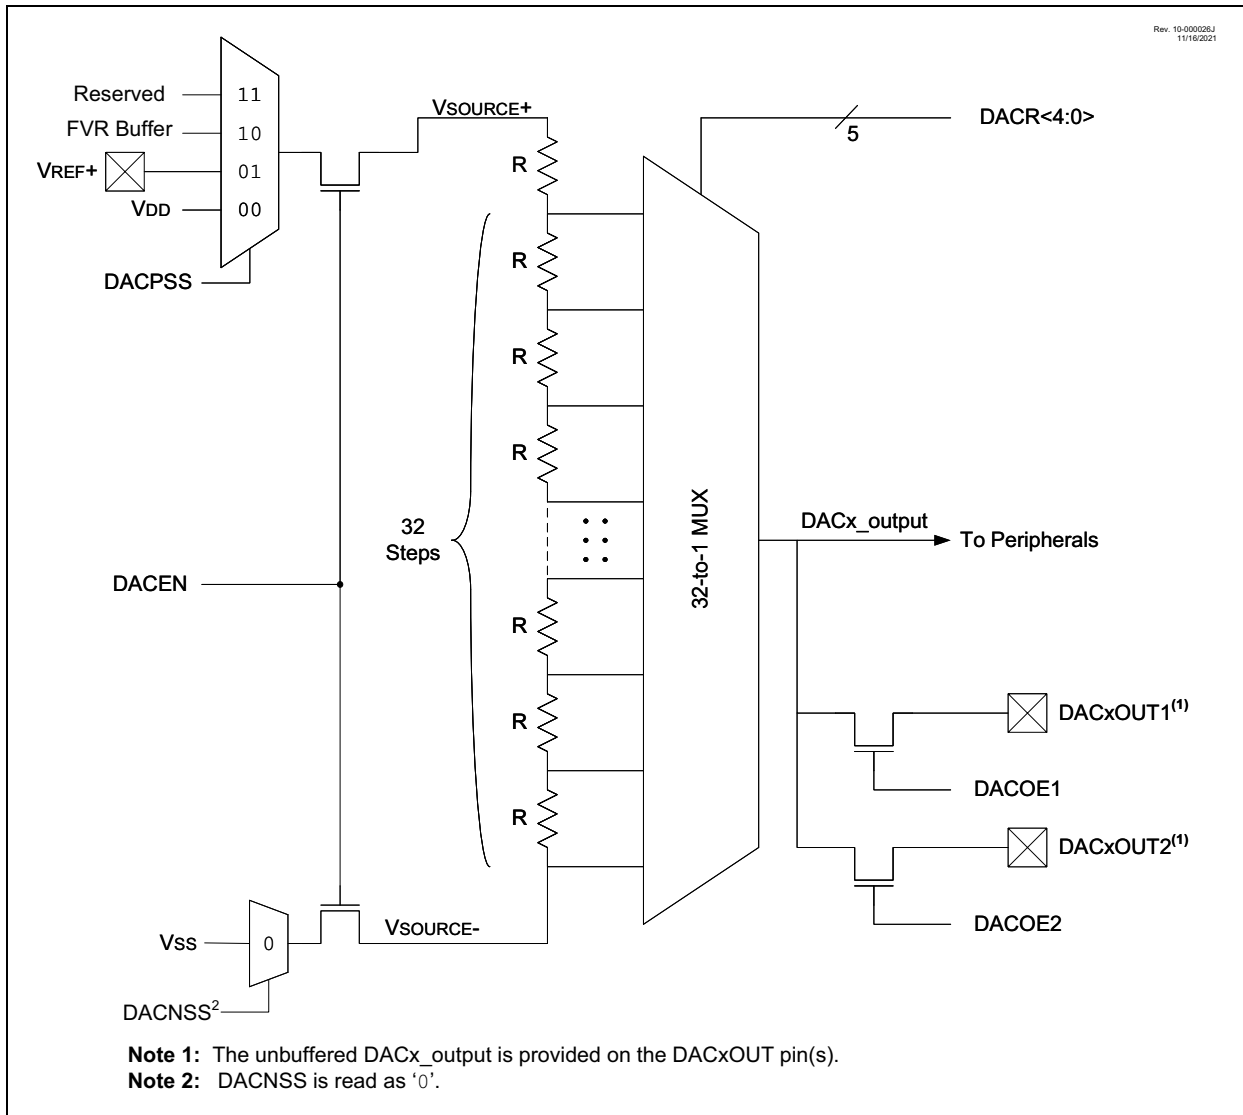 Rev. 10-000026J
11/16/2021
Reserved
11
FVR Buffer
10
VREF+
01
VDD
00
DACPSS
VSOURCE+
R
R
R
R
32
Steps
R
R
R
DACR<4:0>
5
32-to-1 MUX
DACx_output
To Peripherals
DACEN
DACxOUT1(1)
DACOE1
DACxOUT2(1)
DACOE2
VSS
0
VSOURCE-
DACNSS2
Note 1: The unbuffered DACx_output is provided on the DACxOUT pin(s).
Note 2: DACNSS is read as ‘0’.